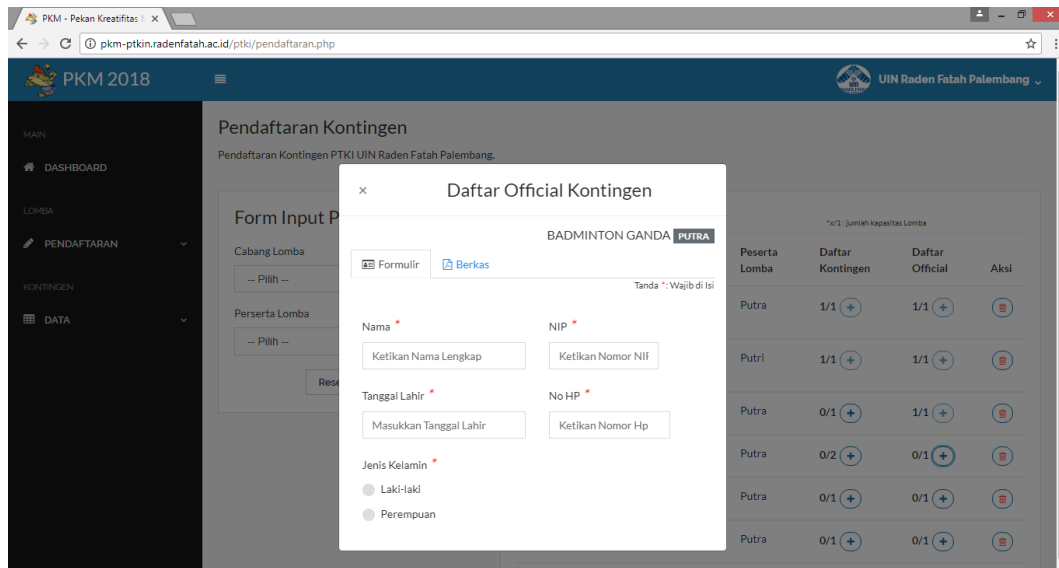 PKM - Pekan Kreatifitas
pkm-ptkin.radenfatah.ac.id/ptki/pendaftaran.php
PKM 2018
UIN Raden Fatah Palembang
MAIN
DASHBOARD
LOMBA
PENDAFTARAN
KONTINGEN
DATA
Pendaftaran Kontingen
Pendaftaran Kontingen PTKI UIN Raden Fatah Palembang.
Form Input P
Cabang Lomba
-- Pilih --
Perserta Lomba
-- Pilih --
Rese
× Daftar Official Kontingen
BADMINTON GANDA PUTRA
Formulir Berkas
Tanda *: Wajib di Isi
Nama * NIP *
Ketikan Nama Lengkap Ketikan Nomor NIF
Tanggal Lahir * No HP *
Masukkan Tanggal Lahir Ketikan Nomor Hp
Jenis Kelamin *
Laki-laki
Perempuan
*x/1 : jumlah kapasitas Lomba
Peserta Lomba Daftar Kontingen Daftar Official Aksi
Putra 1/1 + 1/1 +
Putri 1/1 + 1/1 +
Putra 0/1 + 1/1 +
Putra 0/2 + 0/1 +
Putra 0/1 + 0/1 +
Putra 0/1 + 0/1 +